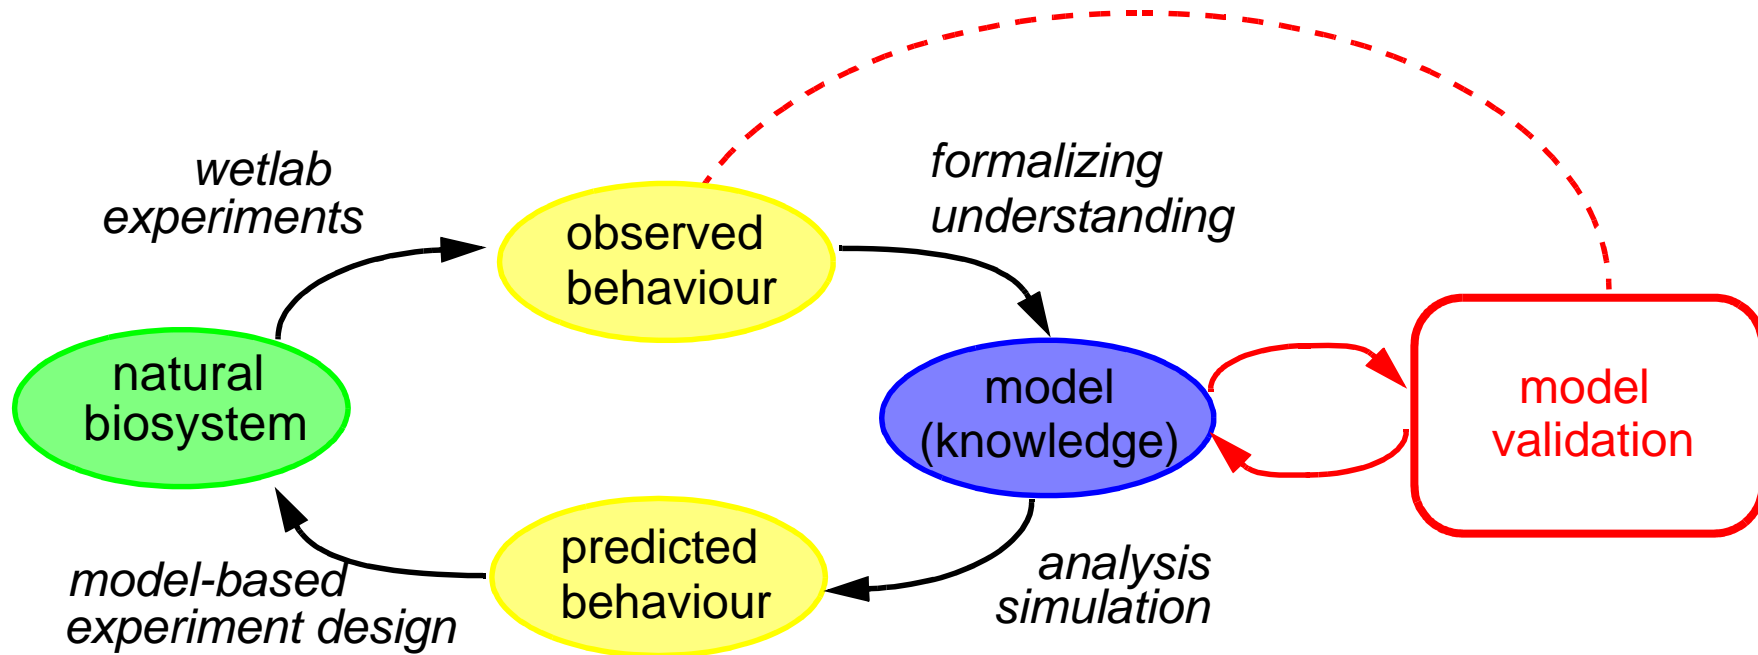 wetlab
experiments
observed
behaviour
formalizing
understanding
natural
biosystem
model
(knowledge)
model
validation
predicted
behaviour
analysis
simulation
model-based
experiment design